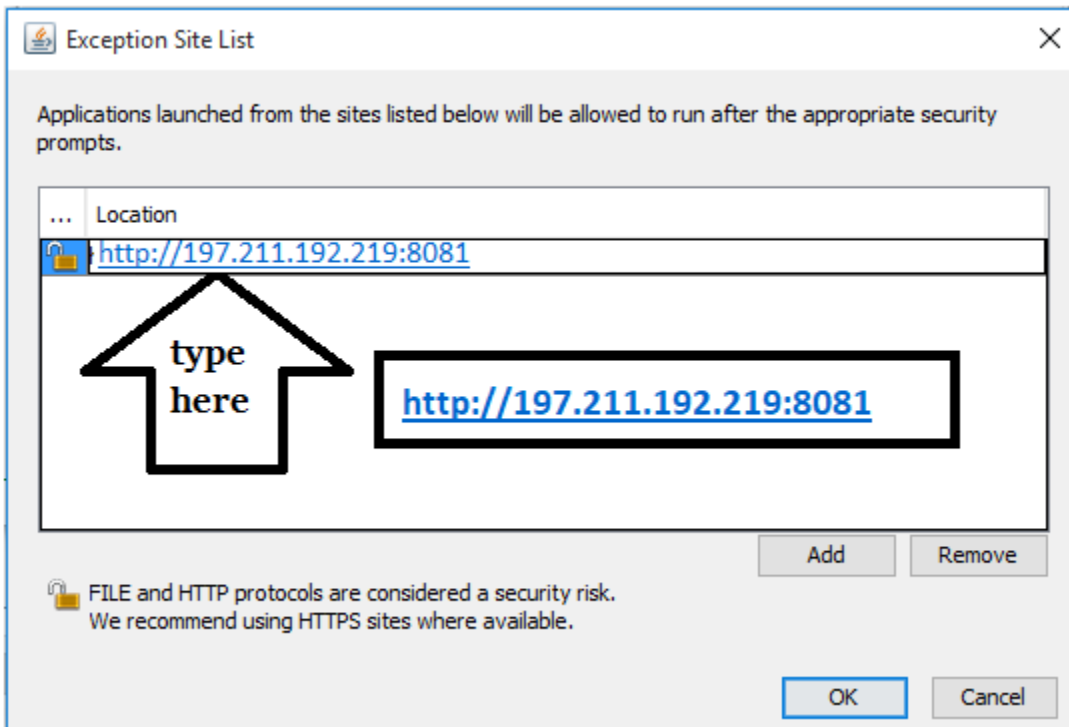 Exception Site List
Applications launched from the sites listed below will be allowed to run after the appropriate security
prompts.
... Location
http://197.211.192.219:8081
type
here
http://197.211.192.219:8081
Add Remove
FILE and HTTP protocols are considered a security risk.
We recommend using HTTPS sites where available.
OK Cancel